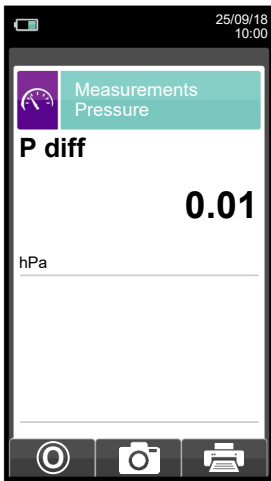 25/09/18
10:00
Measurements
Pressure
P diff
0.01
hPa